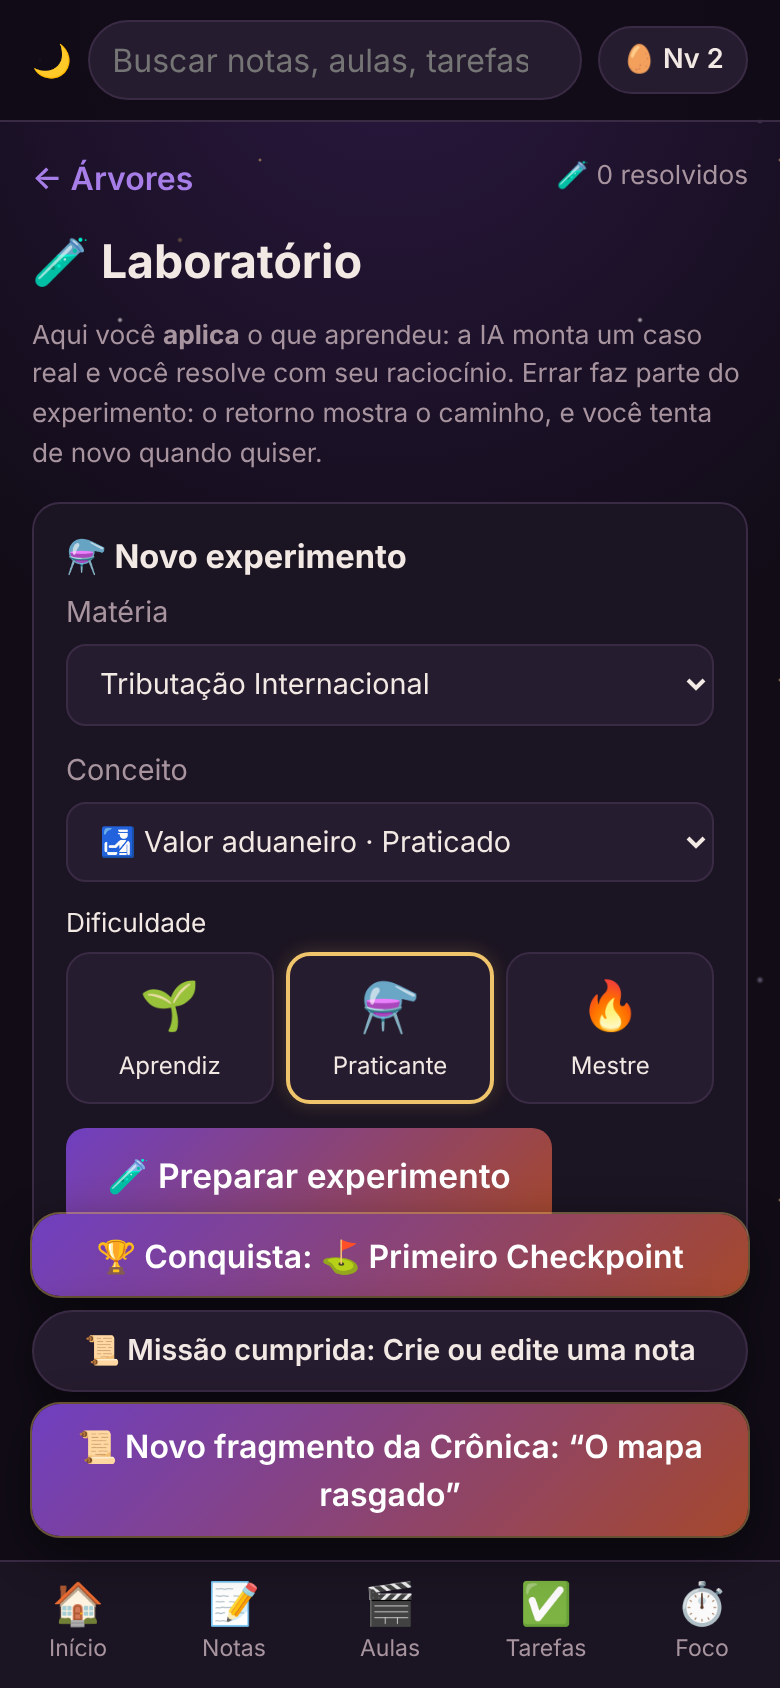 Buscar notas, aulas, tarefas
Nv 2
← Árvores
0 resolvidos
Laboratório
Aqui você aplica o que aprendeu: a IA monta um caso
real e você resolve com seu raciocínio. Errar faz parte do
experimento: o retorno mostra o caminho, e você tenta
de novo quando quiser.
Novo experimento
Matéria
Tributação Internacional
Conceito
Valor aduaneiro · Praticado
Dificuldade
Aprendiz
Praticante
Mestre
Preparar experimento
Conquista: Primeiro Checkpoint
Missão cumprida: Crie ou edite uma nota
Novo fragmento da Crônica: “O mapa
rasgado”
Início
Notas
Aulas
Tarefas
Foco